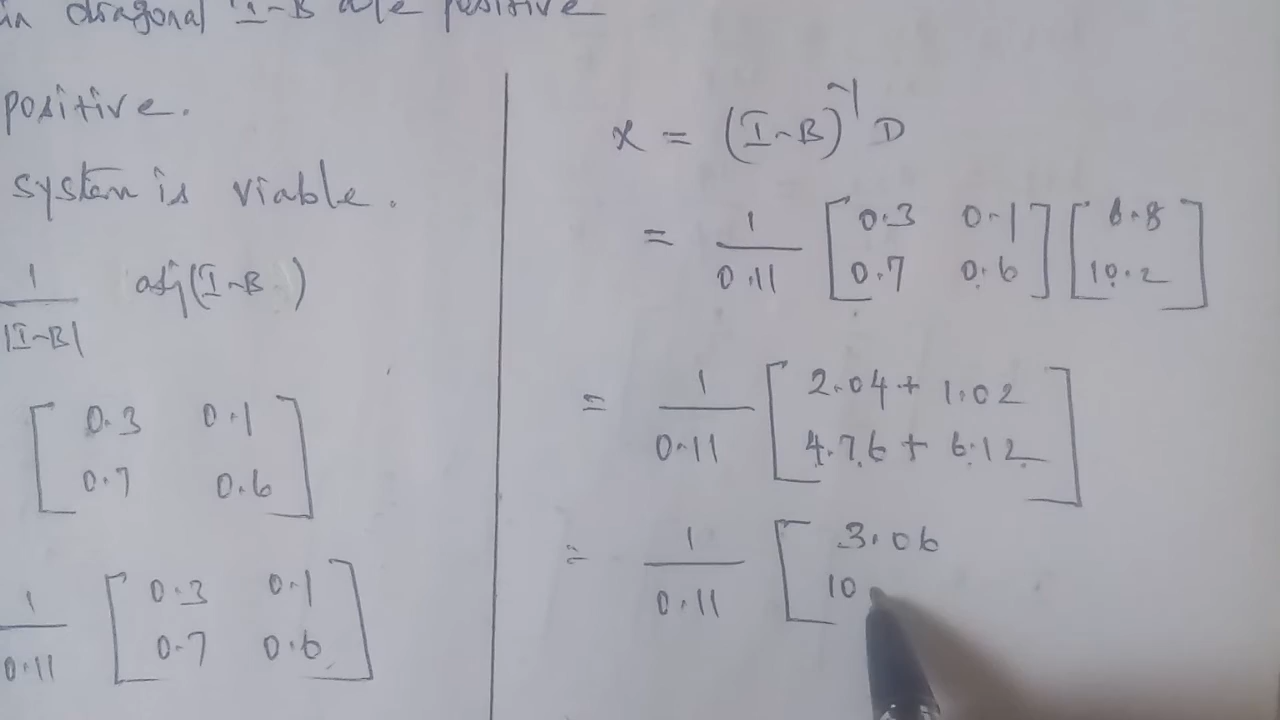 in diagonal I-B are positive
positive.
system is viable.
1/|I-B| adj(I-B)
[0.3 0.1
0.7 0.6]
1/0.11 [0.3 0.1
0.7 0.6]
x = (I-B)^-1 D
= 1/0.11 [0.3 0.1
0.7 0.6] [6.8
10.2]
= 1/0.11 [2.04 + 1.02
4.76 + 6.12]
= 1/0.11 [3.06
10